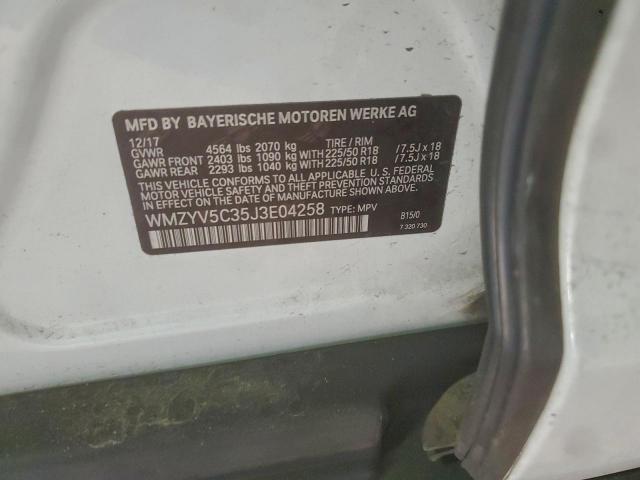 MFD BY BAYERISCHE MOTOREN WERKE AG
12/17
GVWR 4564 lbs 2070 kg TIRE / RIM
GAWR FRONT 2403 lbs 1090 kg WITH 225/50 R18 /7.5J x 18
GAWR REAR 2293 lbs 1040 kg WITH 225/50 R18 /7.5J x 18
THIS VEHICLE CONFORMS TO ALL APPLICABLE U. S. FEDERAL
MOTOR VEHICLE SAFETY STANDARDS IN EFFECT ON THE DATE
OF MANUFACTURE SHOWN ABOVE.
WMZYV5C35J3E04258 TYPE: MPV B15/0
7 320 730